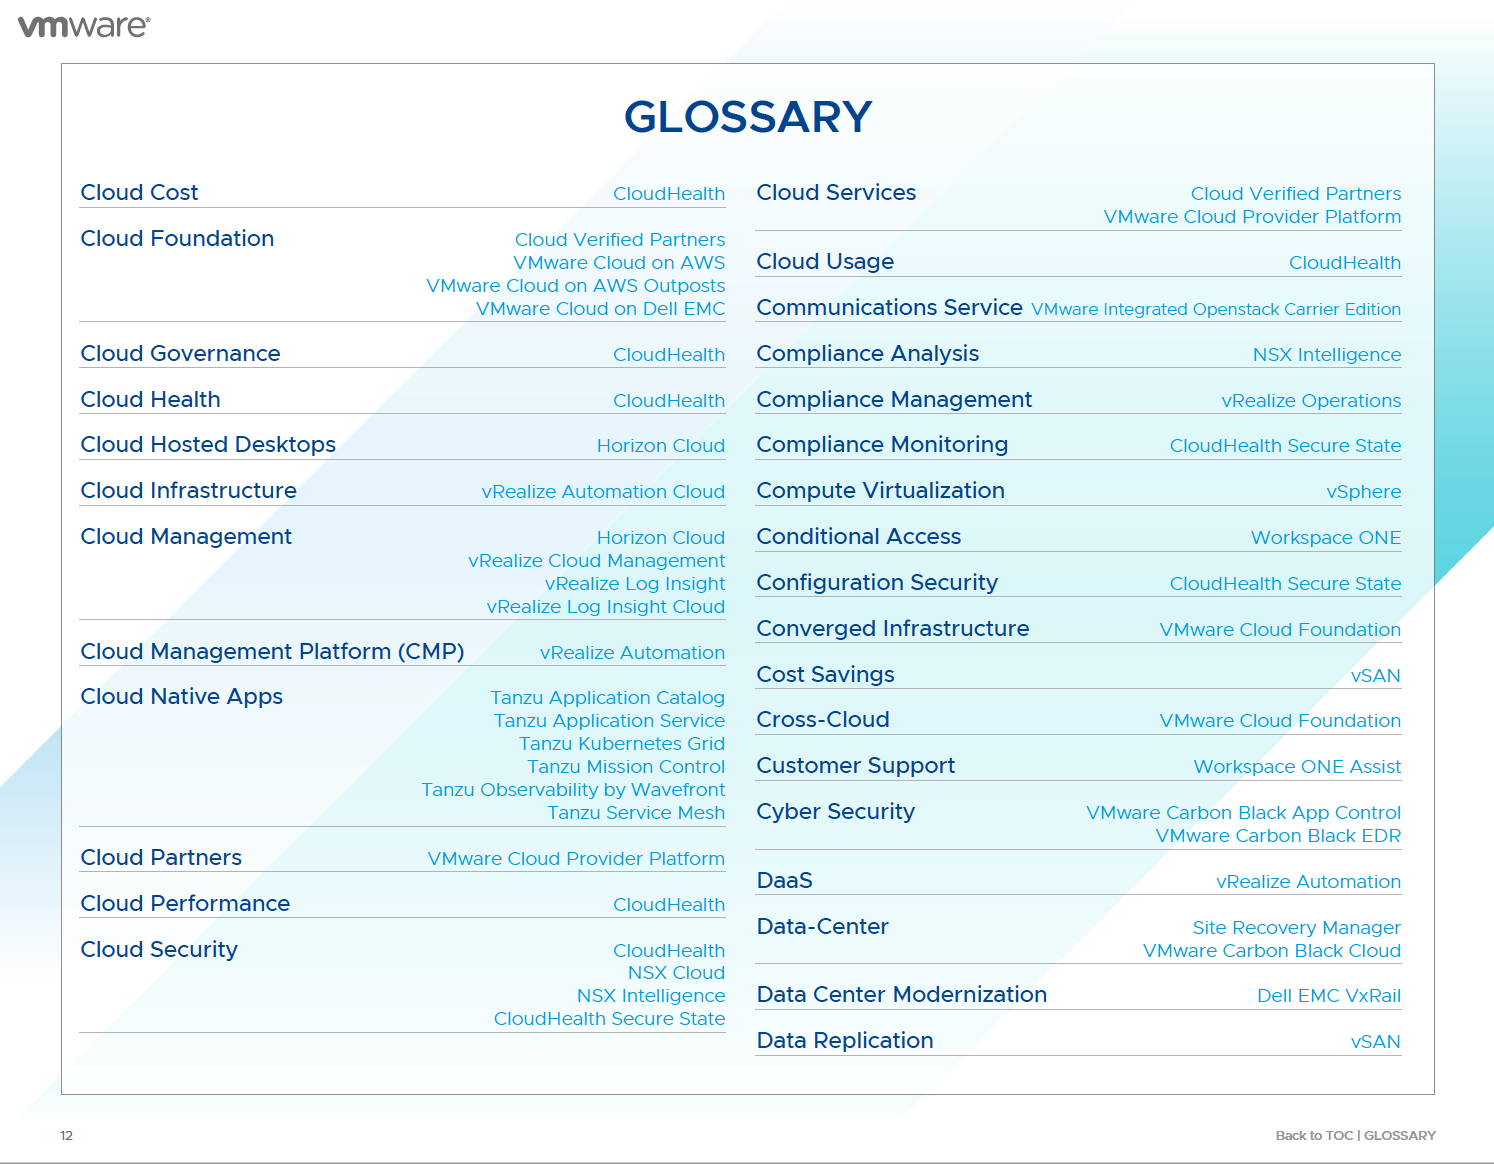 vmware®
GLOSSARY
Cloud Cost CloudHealth
Cloud Foundation Cloud Verified Partners
VMware Cloud on AWS
VMware Cloud on AWS Outposts
VMware Cloud on Dell EMC
Cloud Governance CloudHealth
Cloud Health CloudHealth
Cloud Hosted Desktops Horizon Cloud
Cloud Infrastructure vRealize Automation Cloud
Cloud Management Horizon Cloud
vRealize Cloud Management
vRealize Log Insight
vRealize Log Insight Cloud
Cloud Management Platform (CMP) vRealize Automation
Cloud Native Apps Tanzu Application Catalog
Tanzu Application Service
Tanzu Kubernetes Grid
Tanzu Mission Control
Tanzu Observability by Wavefront
Tanzu Service Mesh
Cloud Partners VMware Cloud Provider Platform
Cloud Performance CloudHealth
Cloud Security CloudHealth
NSX Cloud
NSX Intelligence
CloudHealth Secure State
Cloud Services Cloud Verified Partners
VMware Cloud Provider Platform
Cloud Usage CloudHealth
Communications Service VMware Integrated Openstack Carrier Edition
Compliance Analysis NSX Intelligence
Compliance Management vRealize Operations
Compliance Monitoring CloudHealth Secure State
Compute Virtualization vSphere
Conditional Access Workspace ONE
Configuration Security CloudHealth Secure State
Converged Infrastructure VMware Cloud Foundation
Cost Savings vSAN
Cross-Cloud VMware Cloud Foundation
Customer Support Workspace ONE Assist
Cyber Security VMware Carbon Black App Control
VMware Carbon Black EDR
DaaS vRealize Automation
Data-Center Site Recovery Manager
VMware Carbon Black Cloud
Data Center Modernization Dell EMC VxRail
Data Replication vSAN
12 Back to TOC | GLOSSARY